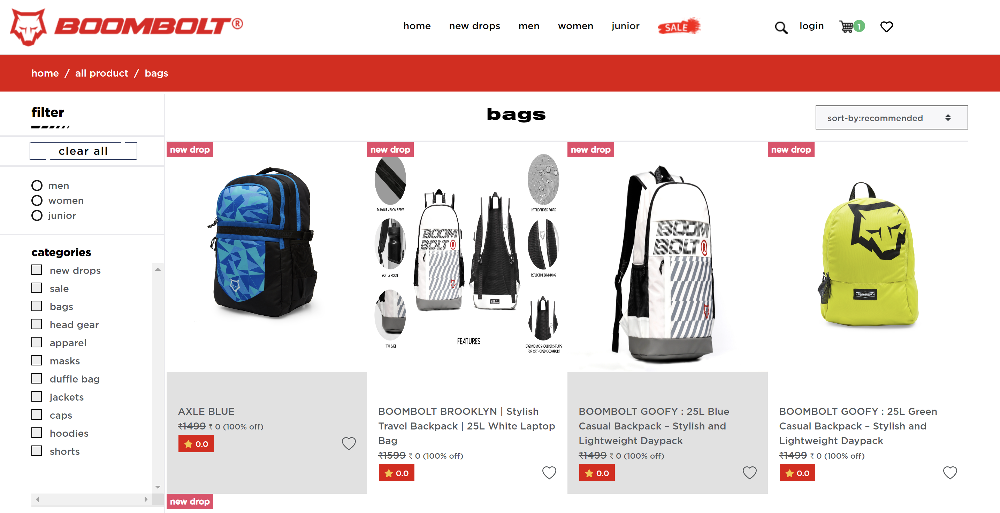 BOOMBOLT®
home new drops men women junior SALE
login 1
home / all product / bags
filter
bags
sort-by:recommended
clear all
men
women
junior
categories
new drops
sale
bags
head gear
apparel
masks
duffle bag
jackets
caps
hoodies
shorts
new drop
AXLE BLUE
₹1499 ₹ 0 (100% off)
0.0
new drop
DURABLE VISLON ZIPPER
HYDROPHOBIC FABRIC
BOOM
BOLT®
BOTTLE POCKET
REFLECTIVE BRANDING
TPU BASE
FEATURES
ERGONOMIC SHOULDER STRAPS
FOR ORTHOPEDIC COMFORT
BOOMBOLT BROOKLYN | Stylish
Travel Backpack | 25L White Laptop
Bag
₹1599 ₹ 0 (100% off)
0.0
new drop
BOOM
BOLT®
BOOMBOLT GOOFY : 25L Blue
Casual Backpack – Stylish and
Lightweight Daypack
₹1499 ₹ 0 (100% off)
0.0
new drop
BOOMBOLT
BOOMBOLT GOOFY : 25L Green
Casual Backpack – Stylish and
Lightweight Daypack
₹1499 ₹ 0 (100% off)
0.0
new drop